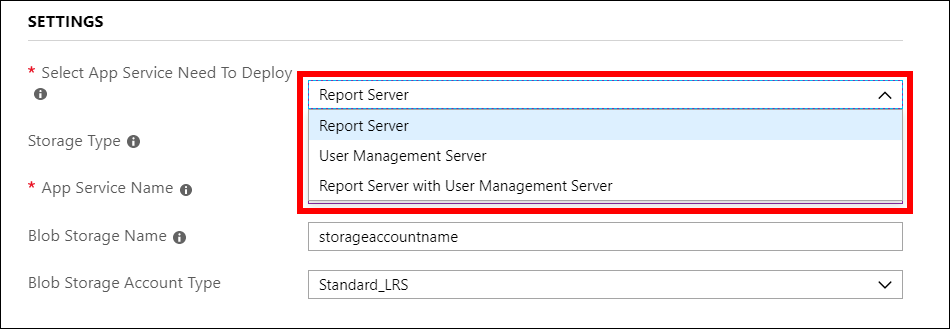 SETTINGS
* Select App Service Need To Deploy
Report Server
Report Server
User Management Server
Report Server with User Management Server
Storage Type
* App Service Name
Blob Storage Name
storageaccountname
Blob Storage Account Type
Standard_LRS